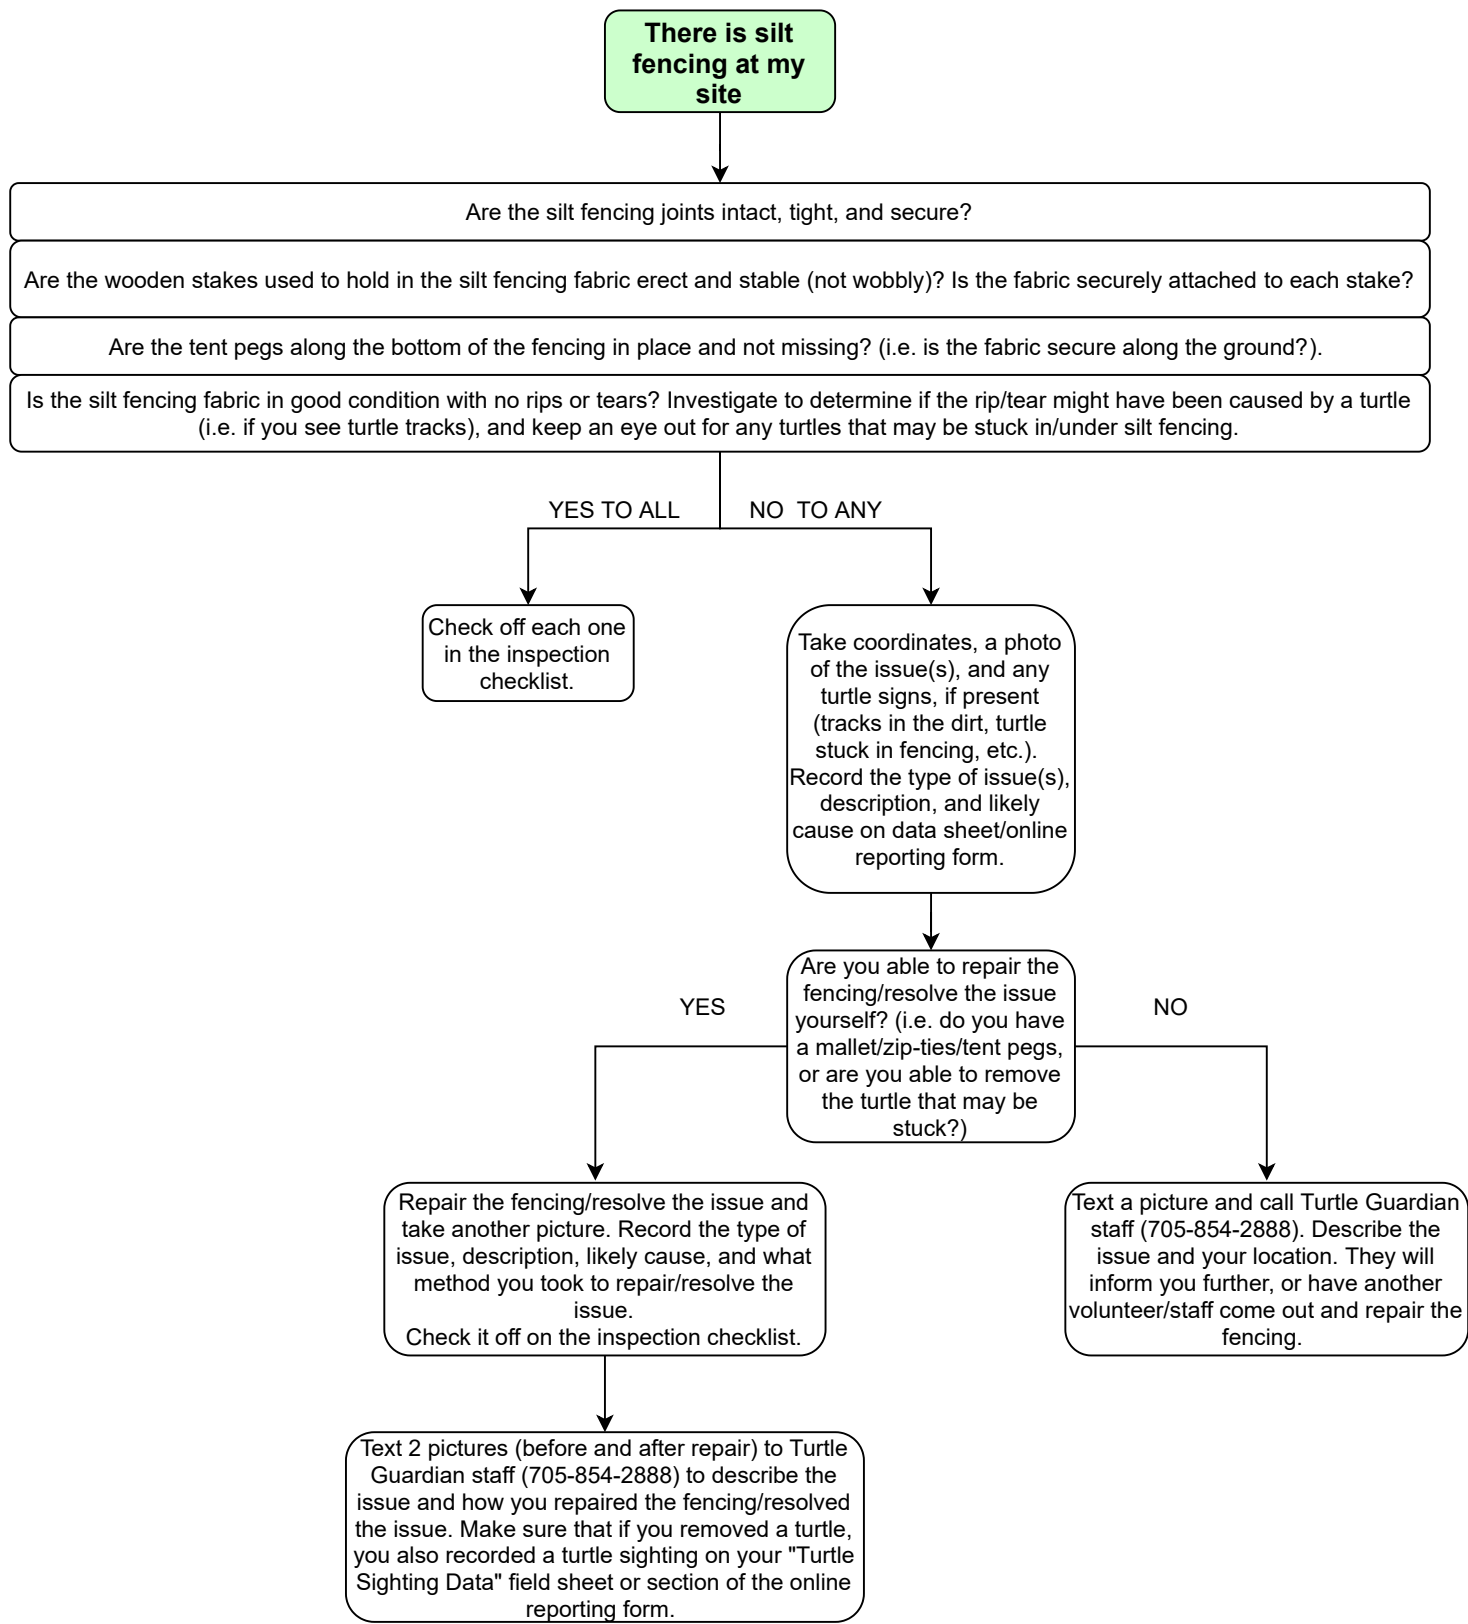 There is silt
fencing at my
site
Are the silt fencing joints intact, tight, and secure?
Are the wooden stakes used to hold in the silt fencing fabric erect and stable (not wobbly)? Is the fabric securely attached to each stake?
Are the tent pegs along the bottom of the fencing in place and not missing? (i.e. is the fabric secure along the ground?).
Is the silt fencing fabric in good condition with no rips or tears? Investigate to determine if the rip/tear might have been caused by a turtle
(i.e. if you see turtle tracks), and keep an eye out for any turtles that may be stuck in/under silt fencing.
YES TO ALL
NO  TO ANY
Check off each one
in the inspection
checklist.
Take coordinates, a photo
of the issue(s), and any
turtle signs, if present
(tracks in the dirt, turtle
stuck in fencing, etc.).
Record the type of issue(s),
description, and likely
cause on data sheet/online
reporting form.
Are you able to repair the
fencing/resolve the issue
yourself? (i.e. do you have
a mallet/zip-ties/tent pegs,
or are you able to remove
the turtle that may be
stuck?)
YES
NO
Repair the fencing/resolve the issue and
take another picture. Record the type of
issue, description, likely cause, and what
method you took to repair/resolve the
issue.
Check it off on the inspection checklist.
Text a picture and call Turtle Guardian
staff (705-854-2888). Describe the
issue and your location. They will
inform you further, or have another
volunteer/staff come out and repair the
fencing.
Text 2 pictures (before and after repair) to Turtle
Guardian staff (705-854-2888) to describe the
issue and how you repaired the fencing/resolved
the issue. Make sure that if you removed a turtle,
you also recorded a turtle sighting on your "Turtle
Sighting Data" field sheet or section of the online
reporting form.